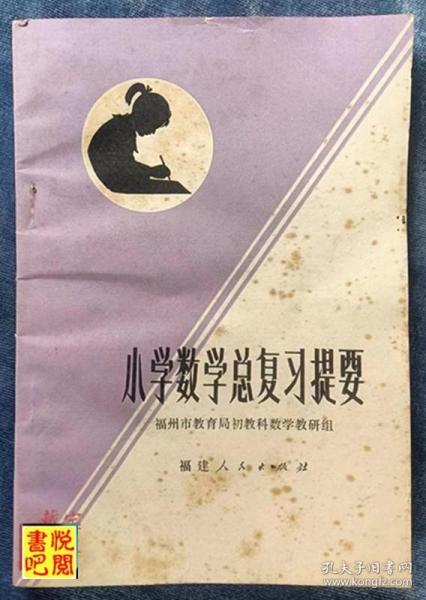 小学数学总复习提要
福州市教育局初教科数学教研组
福建人民出版社
悦阅
書吧
孔夫子旧书网
www.kongfz.com